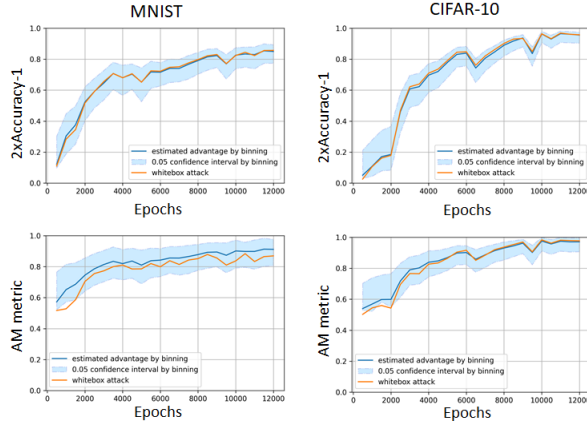 MNIST
CIFAR-10
1.0
0.8
0.6
0.4
0.2
0.0
2xAccuracy-1
estimated advantage by binning
0.05 confidence interval by binning
whitebox attack
0 2000 4000 6000 8000 10000 12000
Epochs
1.0
0.8
0.6
0.4
0.2
0.0
2xAccuracy-1
estimated advantage by binning
0.05 confidence interval by binning
whitebox attack
0 2000 4000 6000 8000 10000 12000
Epochs
1.0
0.8
0.6
0.4
0.2
0.0
AM metric
estimated advantage by binning
0.05 confidence interval by binning
whitebox attack
0 2000 4000 6000 8000 10000 12000
Epochs
1.0
0.8
0.6
0.4
0.2
0.0
AM metric
estimated advantage by binning
0.05 confidence interval by binning
whitebox attack
0 2000 4000 6000 8000 10000 12000
Epochs